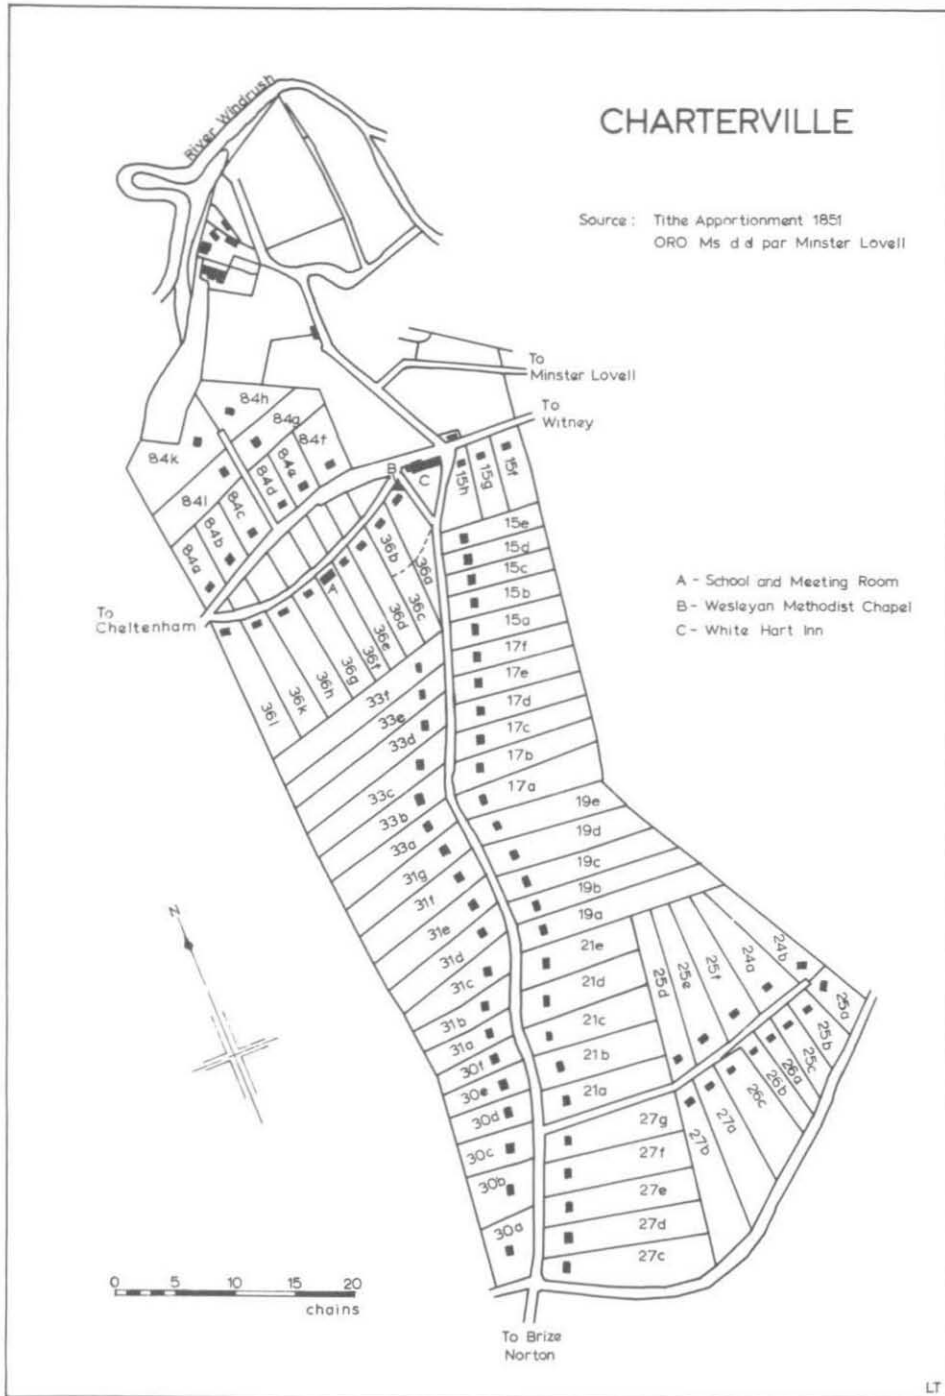 CHARTERVILLE
River Windrush
Source : Tithe Apportionment 1851
ORO Ms d d par Minster Lovell
To
Minster Lovell
To
Witney
84h
84g
84f
84k
84e
84d
84l
84c
84b
84a
B
C
15h
15g
15f
15e
15d
15c
15b
15a
36b
36a
36c
36d
36e
36f
36g
36h
36k
36l
A
To
Cheltenham
A - School and Meeting Room
B - Wesleyan Methodist Chapel
C - White Hart Inn
17f
17e
17d
17c
17b
17a
33f
33e
33d
33c
33b
33a
19e
19d
19c
19b
19a
31g
31f
31e
31d
31c
31b
31a
21e
21d
21c
21b
21a
25d
25e
25f
24a
24b
25a
25b
25c
26a
26b
26c
27a
27b
30f
30e
30d
30c
30b
30a
27g
27f
27e
27d
27c
N
0 5 10 15 20
chains
To Brize
Norton
LT